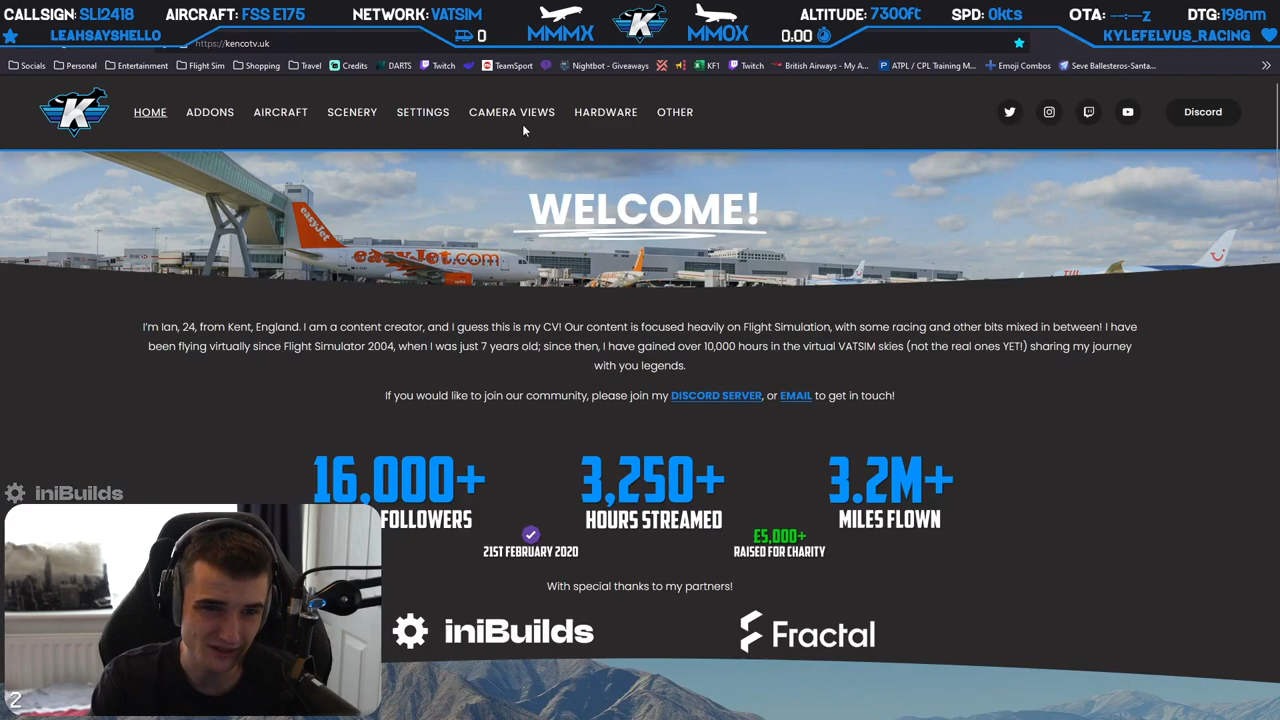 CALLSIGN: SLI2418
AIRCRAFT: FSS E175
NETWORK: VATSIM
MMMX
MMOX
ALTITUDE: 7300ft
SPD: 0kts
OTA: --:--z
DTG: 198nm
LEAHSAYSHELLO
0
0.00
KYLEFELVUS_RACING
https://kencotv.uk
Socials
Personal
Entertainment
Flight Sim
Shopping
Travel
Credits
DARTS
Twitch
TeamSport
Nightbot - Giveaways
KF1
Twitch
British Airways - My A...
ATPL / CPL Training M...
Emoji Combos
Seve Ballesteros-Santa...
K
HOME
ADDONS
AIRCRAFT
SCENERY
SETTINGS
CAMERA VIEWS
HARDWARE
OTHER
Discord
WELCOME!
easyJet
easyJet.com
I'm Ian, 24, from Kent, England. I am a content creator, and I guess this is my CV! Our content is focused heavily on Flight Simulation, with some racing and other bits mixed in between! I have
been flying virtually since Flight Simulator 2004, when I was just 7 years old; since then, I have gained over 10,000 hours in the virtual VATSIM skies (not the real ones YET!) sharing my journey
with you legends.
If you would like to join our community, please join my DISCORD SERVER, or EMAIL to get in touch!
16,000+
FOLLOWERS
3,250+
HOURS STREAMED
3.2M+
MILES FLOWN
iniBuilds
21ST FEBRUARY 2020
£5,000+
RAISED FOR CHARITY
With special thanks to my partners!
iniBuilds
Fractal
2